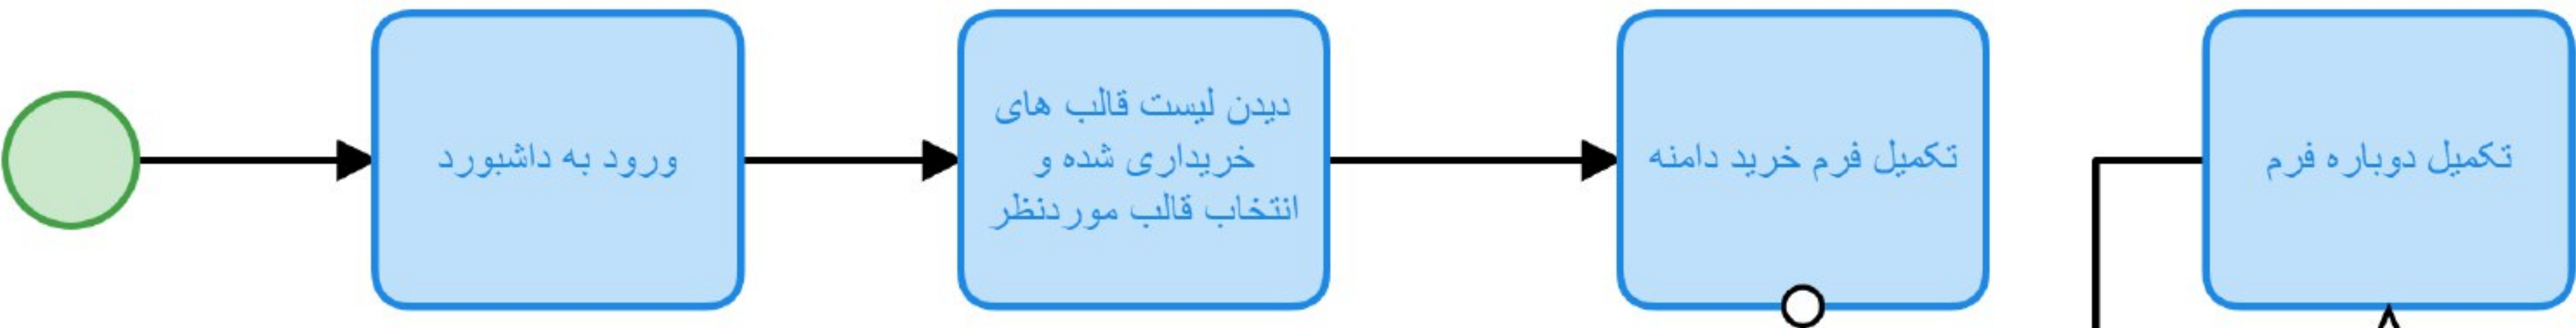 ورود به داشبورد
دیدن لیست قالب های
خریداری شده و
انتخاب قالب موردنظر
تکمیل فرم خرید دامنه
تکمیل دوباره فرم